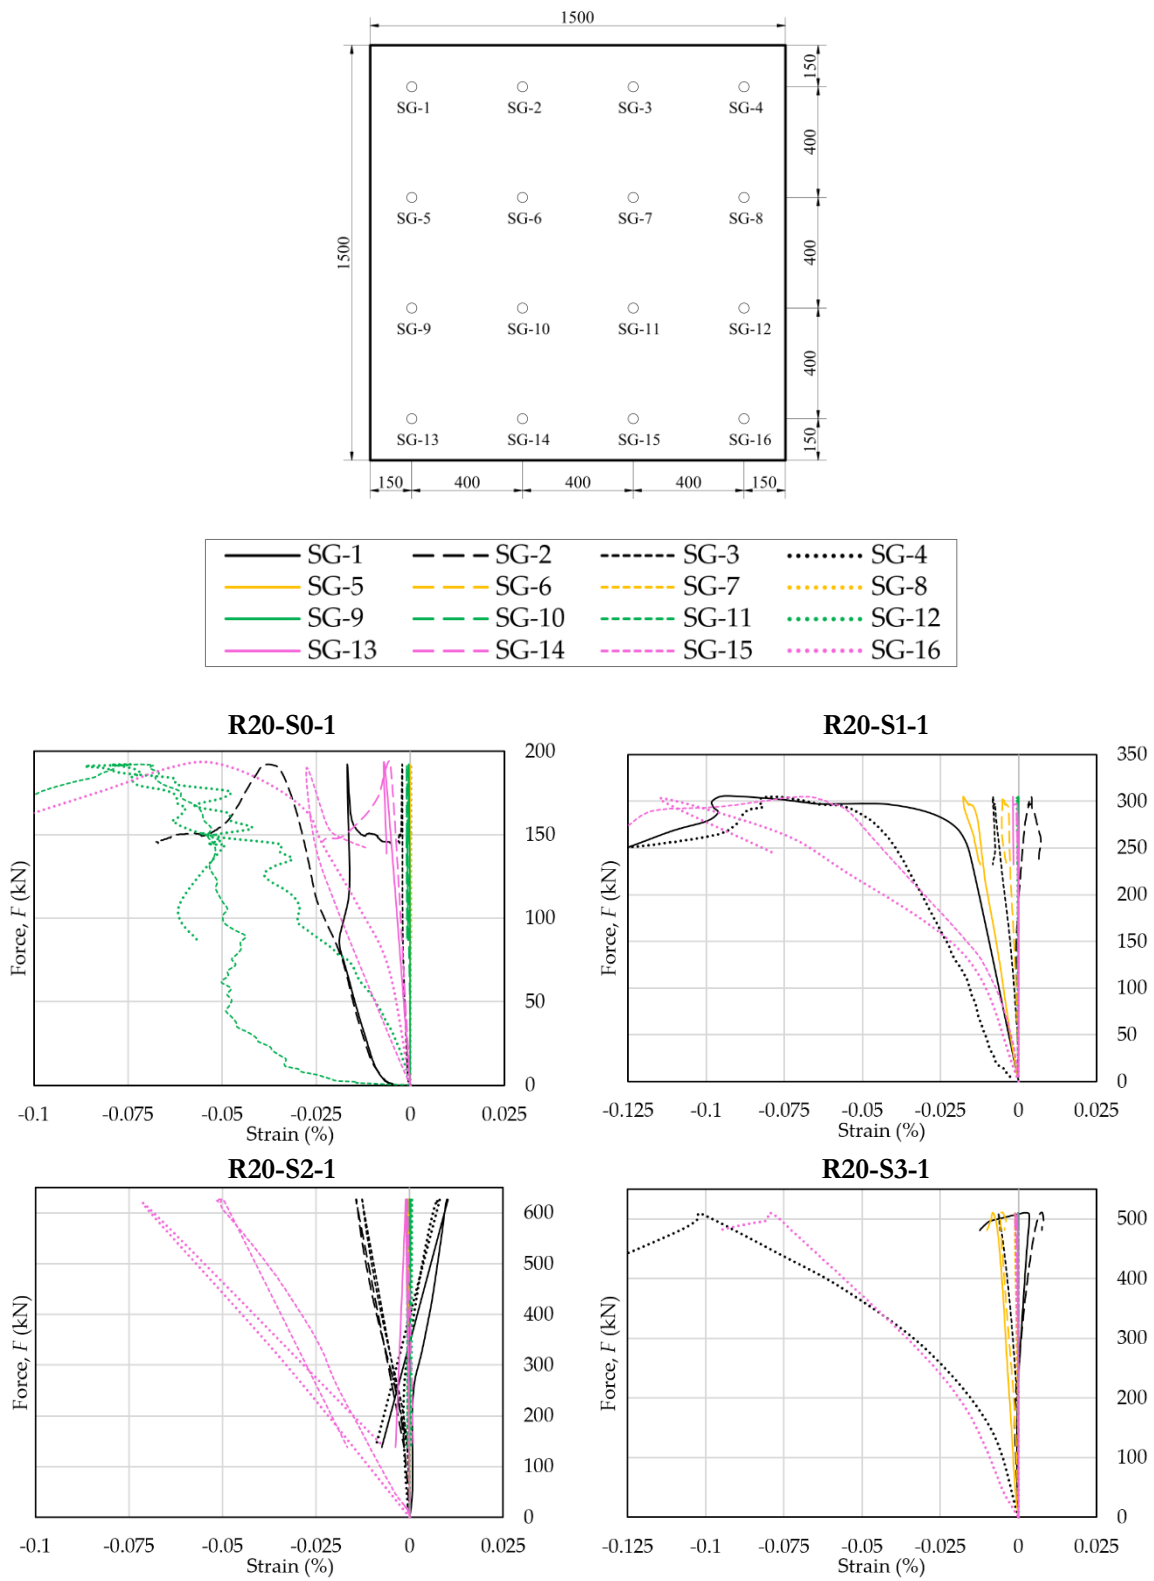 1500
150
SG-1 SG-2 SG-3 SG-4
400
SG-5 SG-6 SG-7 SG-8
1500
400
SG-9 SG-10 SG-11 SG-12
400
SG-13 SG-14 SG-15 SG-16
150
150 400 400 400 150
SG-1 SG-2 SG-3 SG-4
SG-5 SG-6 SG-7 SG-8
SG-9 SG-10 SG-11 SG-12
SG-13 SG-14 SG-15 SG-16
R20-S0-1
Force, F (kN)
200
150
100
50
0
-0.1 -0.075 -0.05 -0.025 0 0.025
Strain (%)
R20-S1-1
Force, F (kN)
350
300
250
200
150
100
50
0
-0.125 -0.1 -0.075 -0.05 -0.025 0 0.025
Strain (%)
R20-S2-1
Force, F (kN)
600
500
400
300
200
100
0
-0.1 -0.075 -0.05 -0.025 0 0.025
Strain (%)
R20-S3-1
Force, F (kN)
500
400
300
200
100
0
-0.125 -0.1 -0.075 -0.05 -0.025 0 0.025
Strain (%)